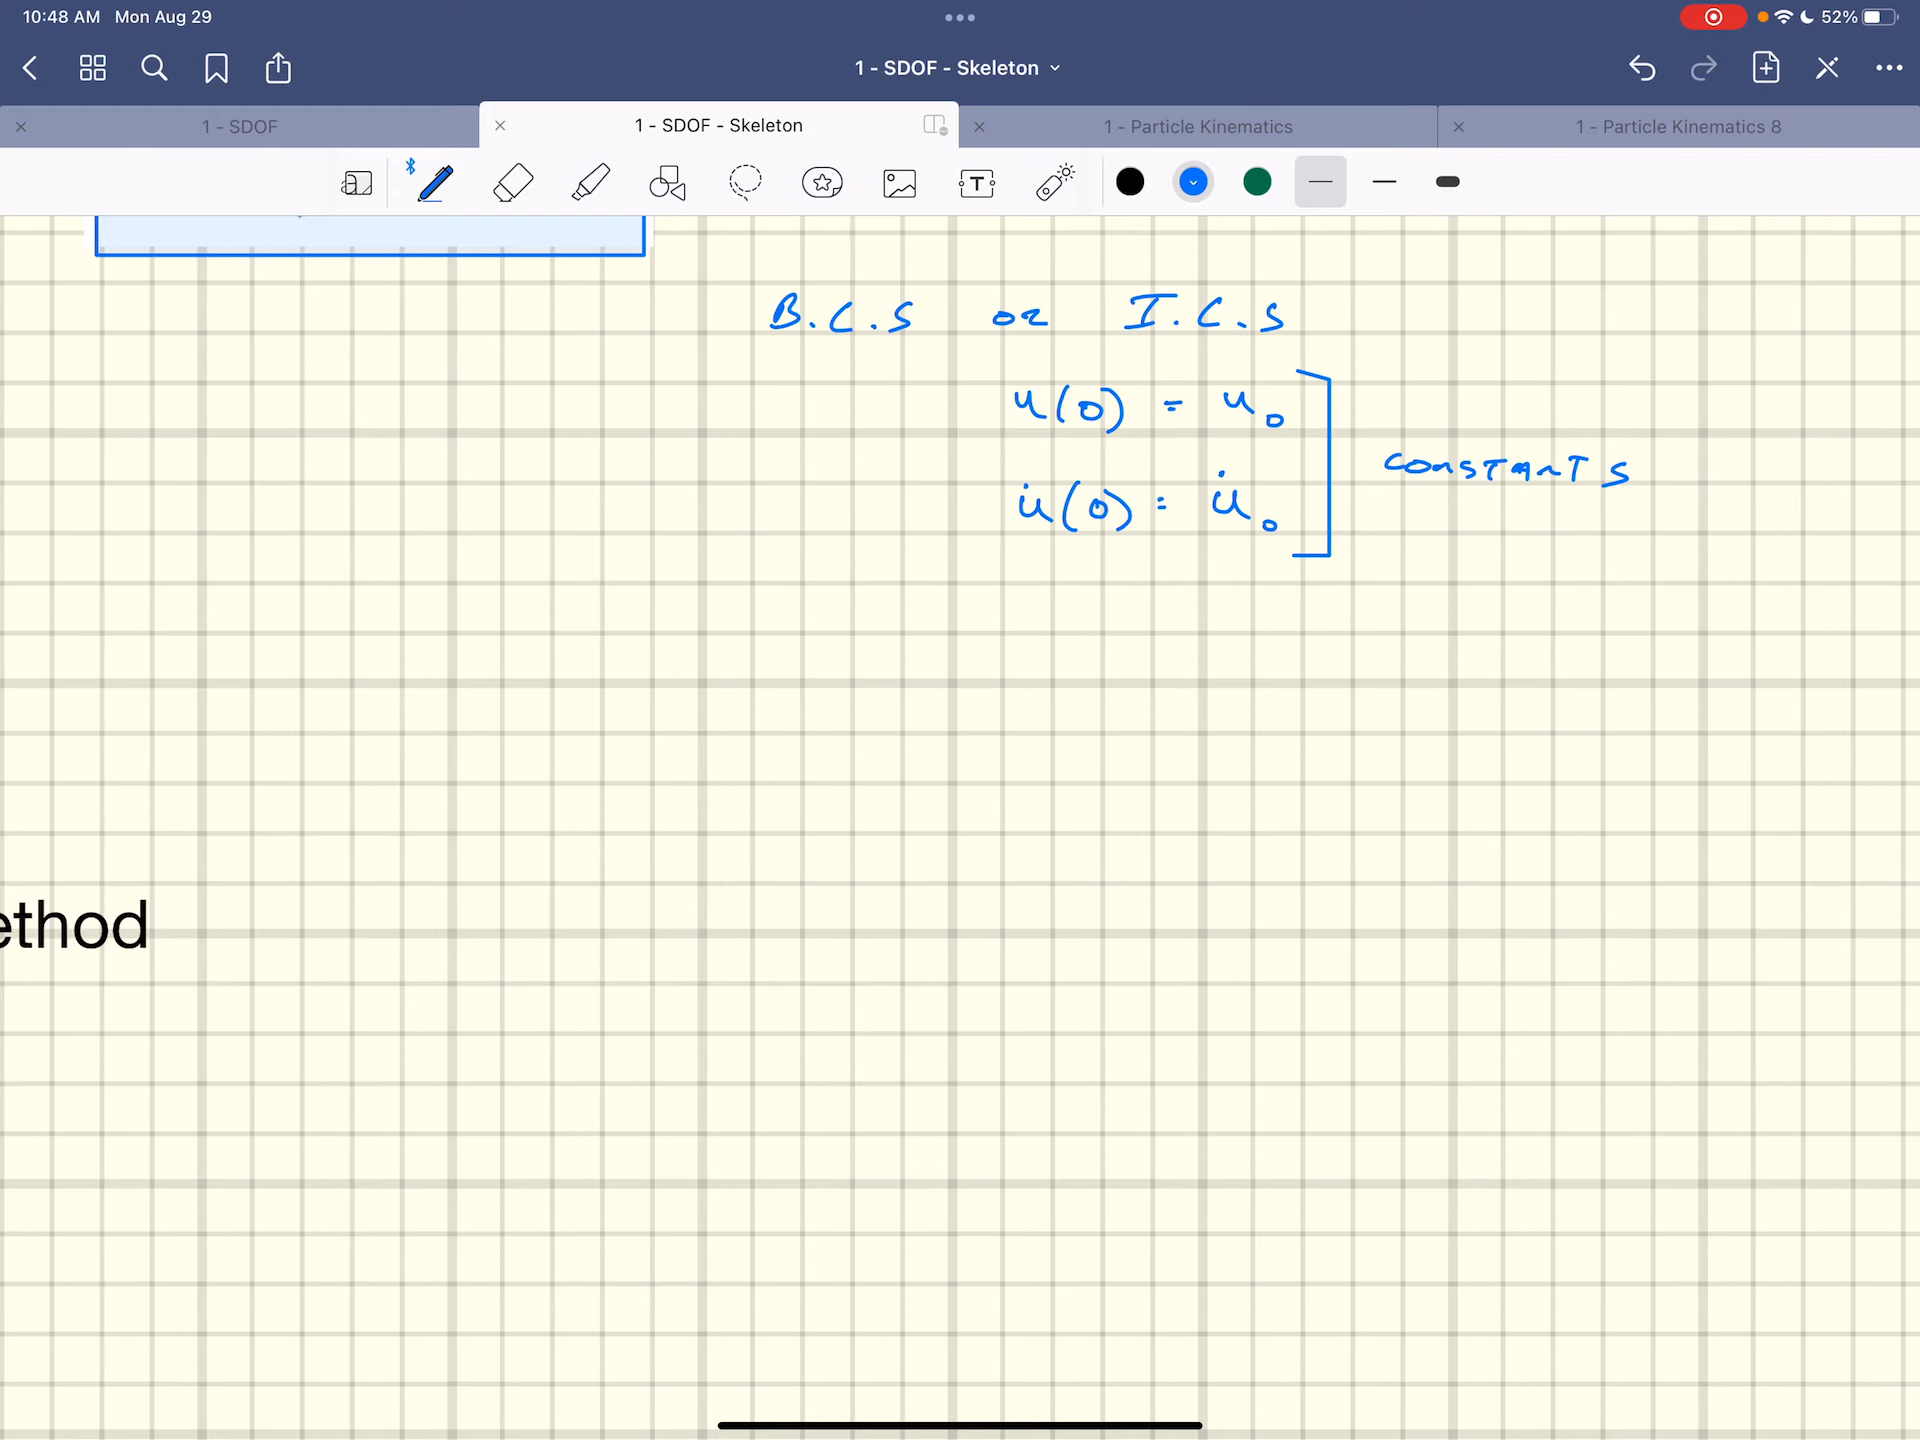 10:48 AM Mon Aug 29
52%
1 - SDOF - Skeleton
1 - SDOF
1 - SDOF - Skeleton
1 - Particle Kinematics
1 - Particle Kinematics 8
B.C.S or I.C.S
u(0) = u₀
u̇(0) = u̇₀
CONSTANTS
ethod